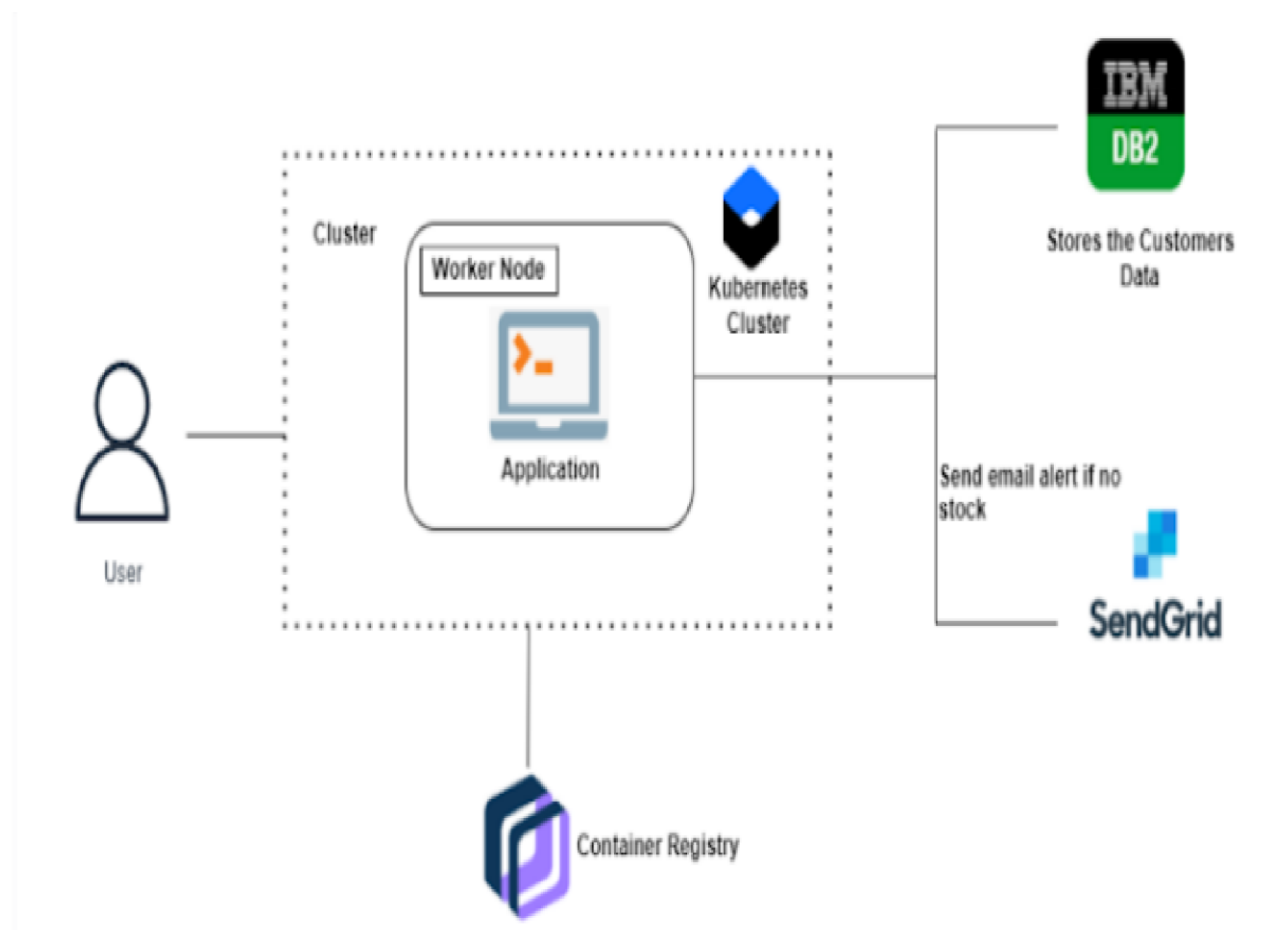 IBM
DB2
Stores the Customers
Data
Cluster
Worker Node
Kubernetes
Cluster
Application
User
Send email alert if no
stock
SendGrid
Container Registry